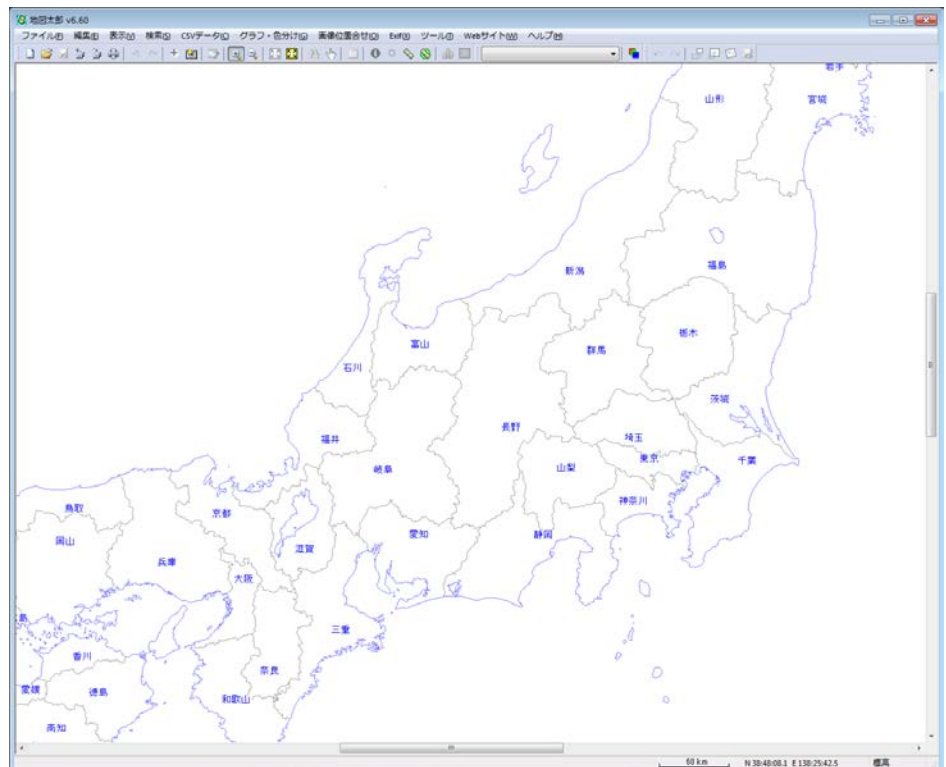 地図太郎 v6.60
ファイル(F) 編集(E) 表示(V) 検索(S) CSVデータ(C) グラフ・色分け(G) 画像位置合せ(O) Exif(X) ツール(T) Webサイト(W) ヘルプ(H)
岩手
山形 宮城
新潟 福島
栃木
富山 群馬
石川
茨城
福井 長野 埼玉
岐阜 山梨 東京 千葉
鳥取 京都 神奈川
岡山 愛知 静岡
兵庫 滋賀
大阪
島
三重
香川
奈良
愛媛 徳島 和歌山
高知
60 km N 38:48:08.1 E 138:25:42.5 標高